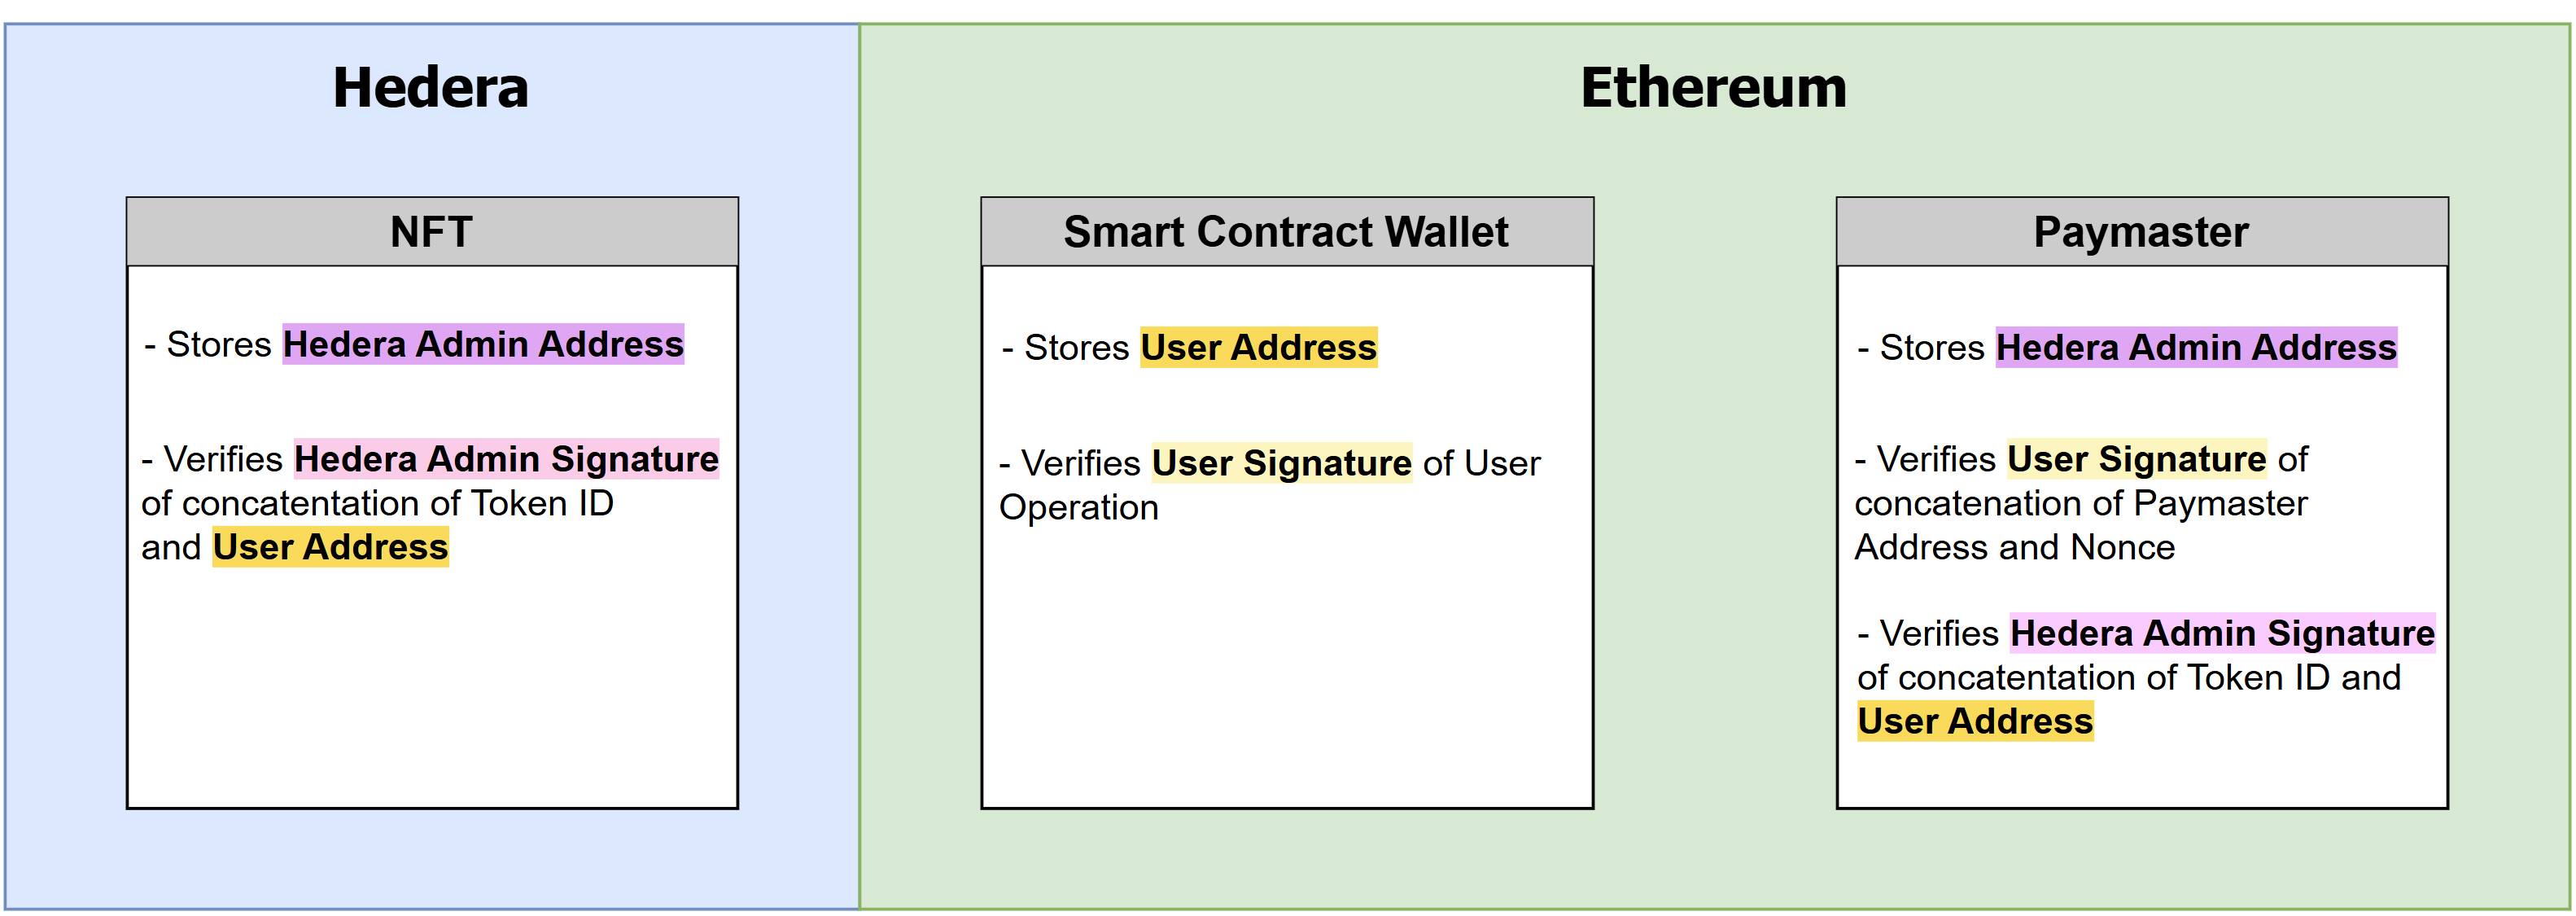 Hedera
NFT
- Stores Hedera Admin Address
- Verifies Hedera Admin Signature
of concatentation of Token ID
and User Address
Ethereum
Smart Contract Wallet
- Stores User Address
- Verifies User Signature of User
Operation
Paymaster
- Stores Hedera Admin Address
- Verifies User Signature of
concatenation of Paymaster
Address and Nonce
- Verifies Hedera Admin Signature
of concatentation of Token ID and
User Address